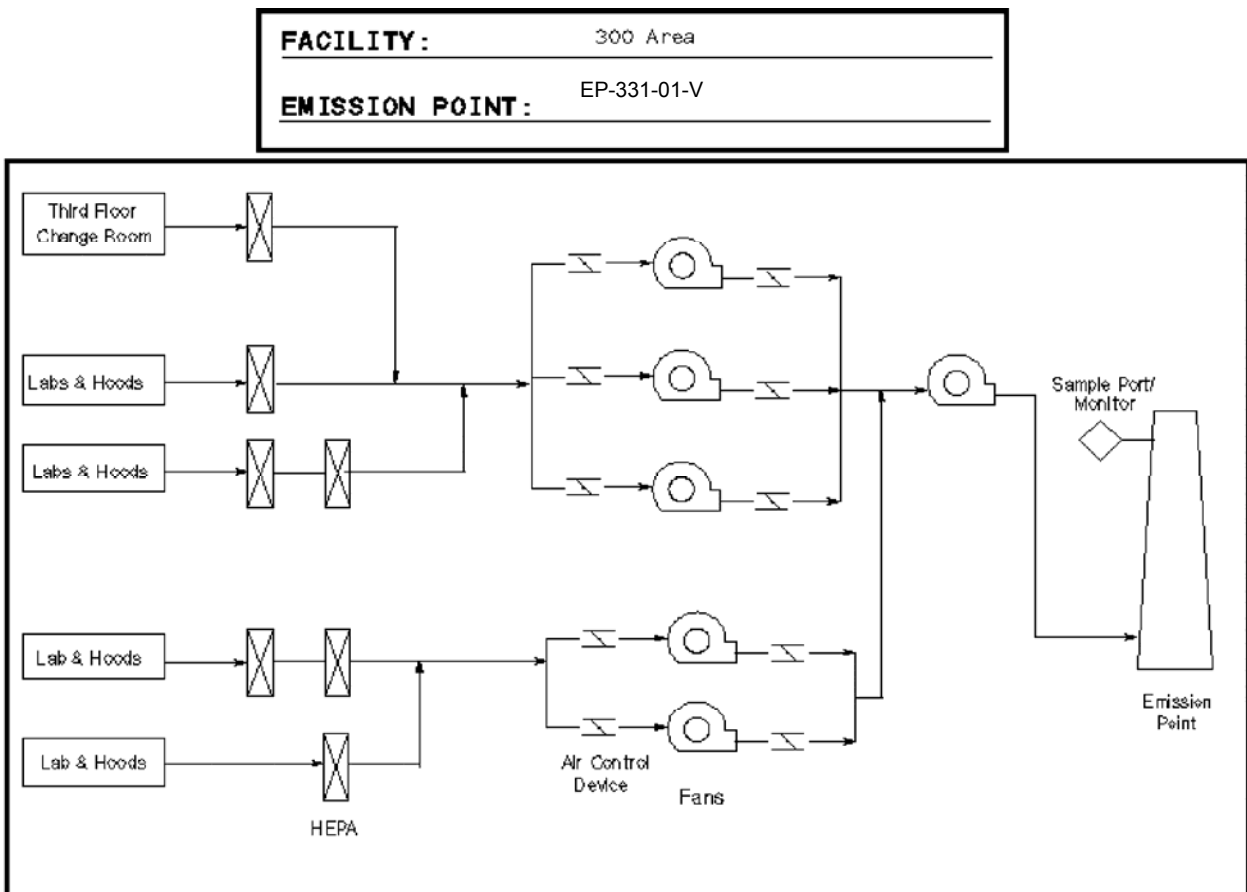 FACILITY: 300 Area
EMISSION POINT: EP-331-01-V
Third Floor
Change Room
Labs & Hoods
Labs & Hoods
Sample Port/
Monitor
Lab & Hoods
Lab & Hoods
HEPA
Air Control
Device
Fans
Emission
Point